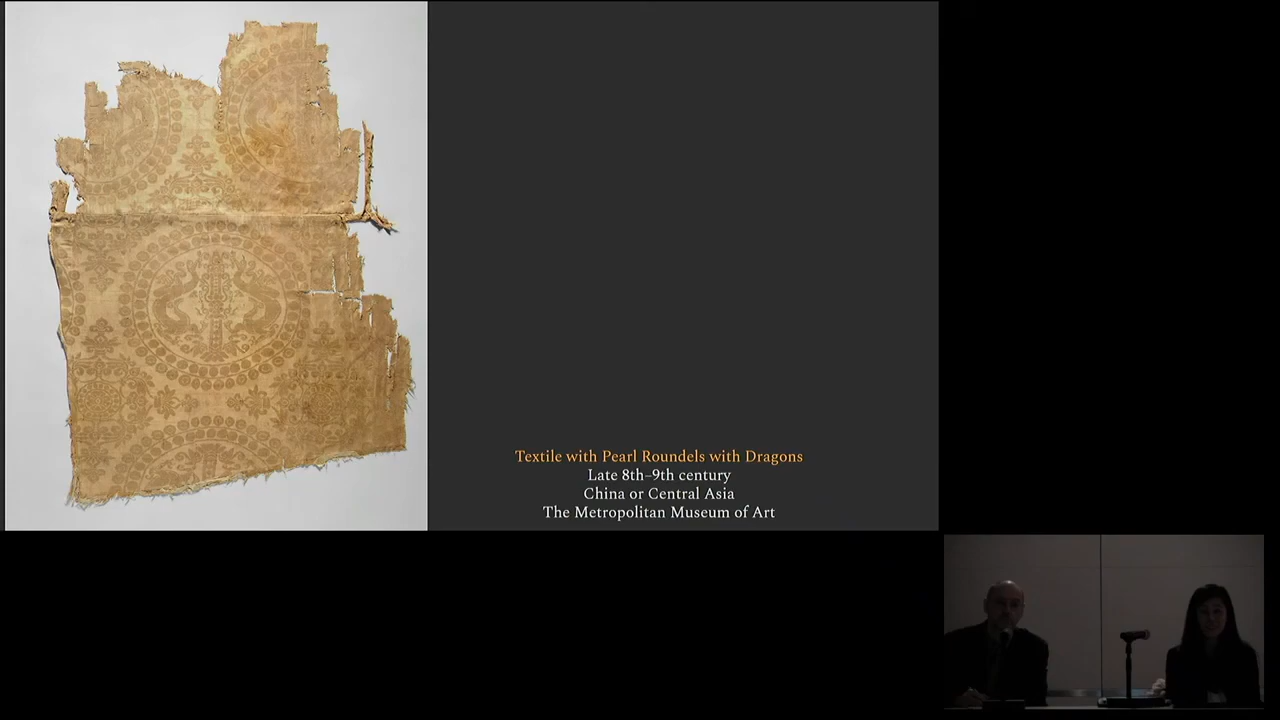 Textile with Pearl Roundels with Dragons
Late 8th–9th century
China or Central Asia
The Metropolitan Museum of Art